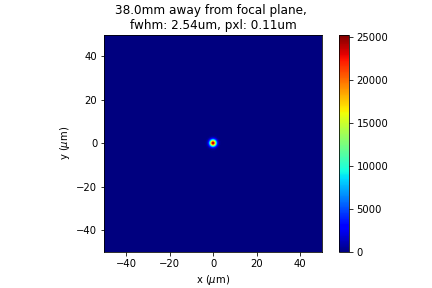 38.0mm away from focal plane,
fwhm: 2.54um, pxl: 0.11um
40
20
0
−20
−40
y (μm)
−40 −20 0 20 40
x (μm)
25000
20000
15000
10000
5000
0